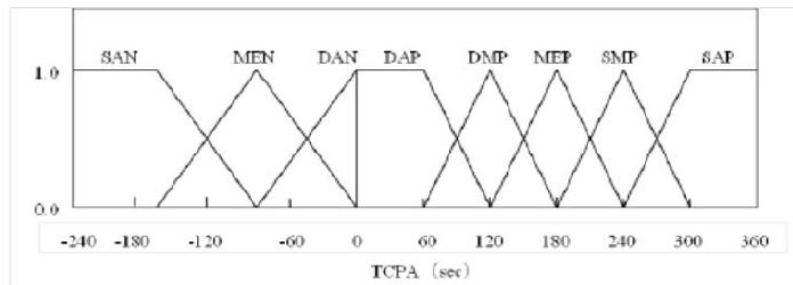 SAN MEN DAN DAP DMP MEP SMP SAP
1.0
0.0
-240 -180 -120 -60 0 60 120 180 240 300 360
TCPA (sec)